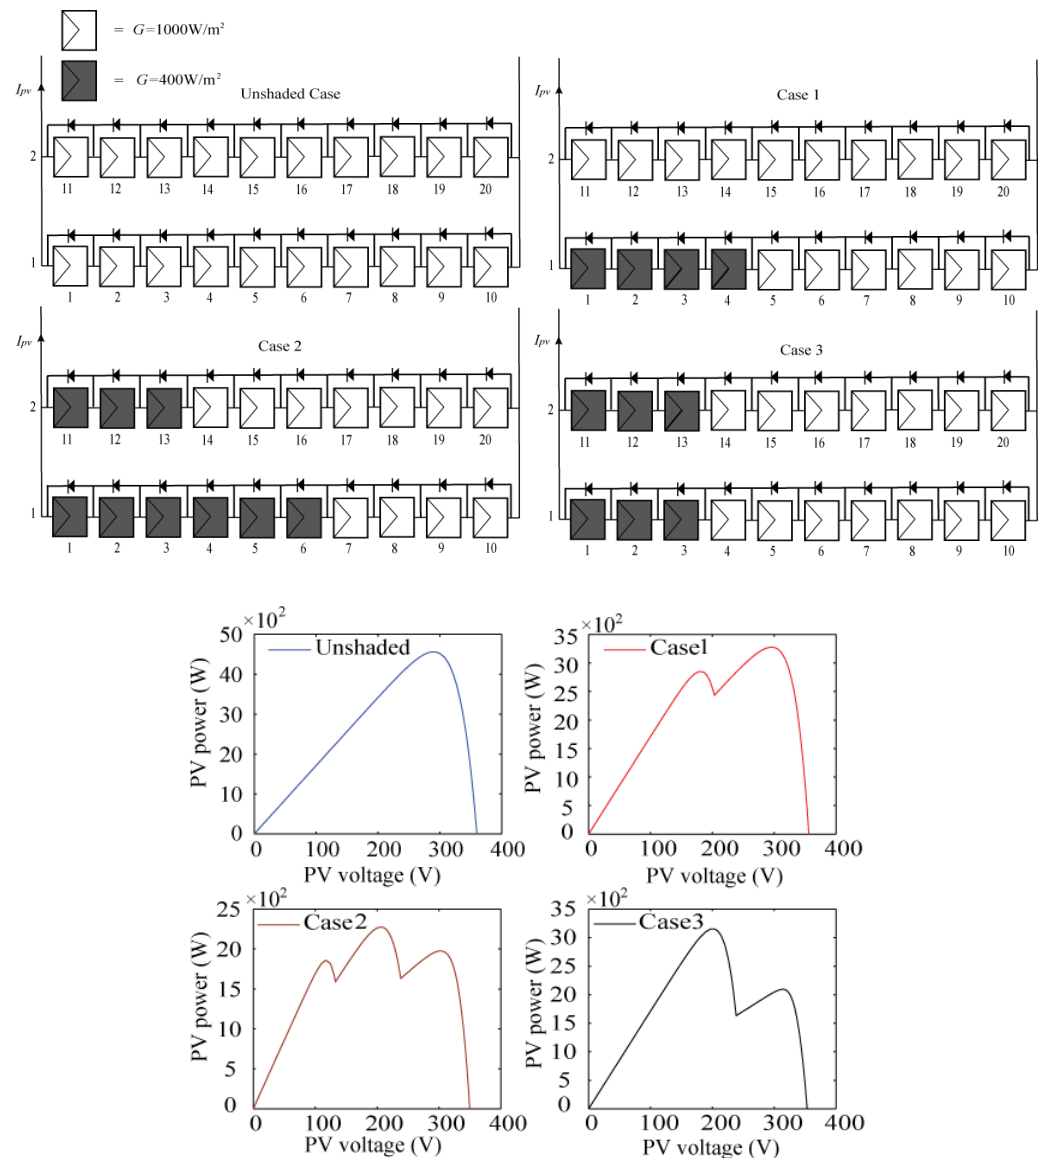 = G=1000W/m²
= G=400W/m²
Unshaded Case
Ipv
2
11 12 13 14 15 16 17 18 19 20
1
1 2 3 4 5 6 7 8 9 10
Case 1
Ipv
2
11 12 13 14 15 16 17 18 19 20
1
1 2 3 4 5 6 7 8 9 10
Case 2
Ipv
2
11 12 13 14 15 16 17 18 19 20
1
1 2 3 4 5 6 7 8 9 10
Case 3
Ipv
2
11 12 13 14 15 16 17 18 19 20
1
1 2 3 4 5 6 7 8 9 10
×10²
50
40
20
10
0
PV power (W)
Unshaded
0 100 200 300 400
PV voltage (V)
×10²
35
30
25
20
10
5
0
PV power (W)
Case1
0 100 200 300 400
PV voltage (V)
×10²
25
20
15
10
5
0
PV power (W)
Case2
0 100 200 300 400
PV voltage (V)
×10²
35
30
20
10
0
PV power (W)
Case3
0 100 200 300 400
PV voltage (V)